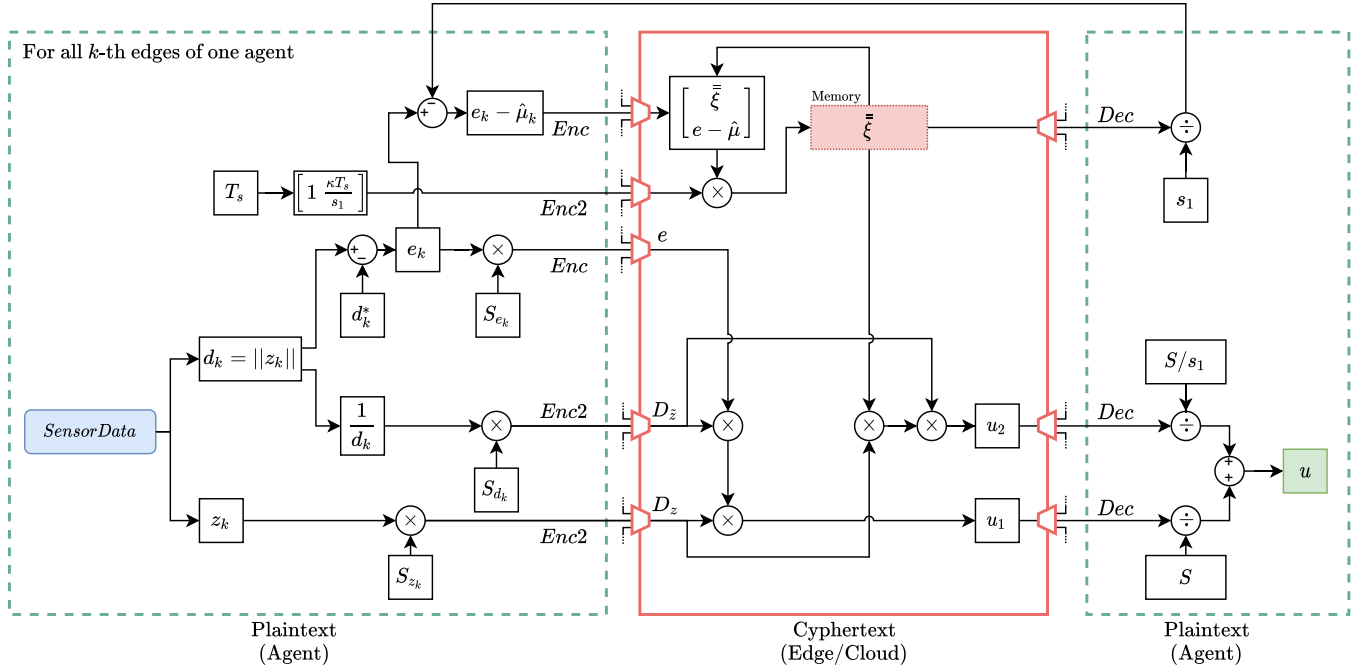 For all k-th edges of one agent
−
+
e_k − μ̂_k
Enc
ξ̿
e − μ̂
Memory
ξ̿
Dec
÷
T_s
[1 κT_s/s_1]
Enc2
×
s_1
+
−
e_k
×
Enc
e
d_k^*
S_{e_k}
d_k = ||z_k||
S/s_1
SensorData
1/d_k
×
Enc2
D_z̃
×
×
×
u_2
Dec
÷
S_{d_k}
+
+
u
z_k
×
Enc2
D_z
×
u_1
Dec
÷
S_{z_k}
S
Plaintext
(Agent)
Cyphertext
(Edge/Cloud)
Plaintext
(Agent)